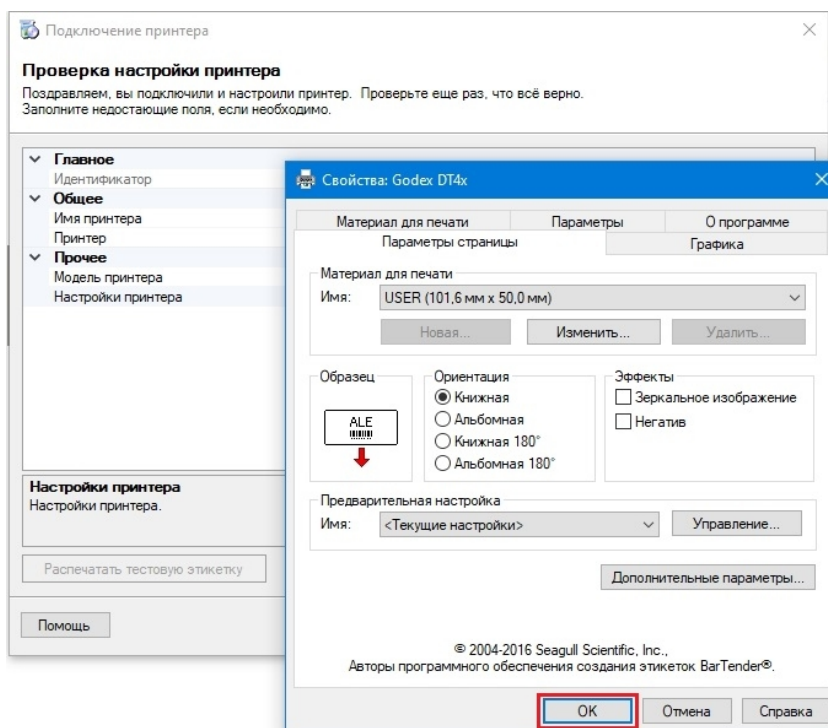 Подключение принтера
Проверка настройки принтера
Поздравляем, вы подключили и настроили принтер. Проверьте еще раз, что всё верно.
Заполните недостающие поля, если необходимо.
Главное
Идентификатор
Общее
Имя принтера
Принтер
Прочее
Модель принтера
Настройки принтера
Настройки принтера
Настройки принтера.
Распечатать тестовую этикетку
Помощь
Свойства: Godex DT4x
Материал для печати Параметры О программе
Параметры страницы Графика
Материал для печати
Имя: USER (101,6 мм x 50,0 мм)
Новая... Изменить... Удалить...
Образец
ALE
Ориентация
Книжная
Альбомная
Книжная 180°
Альбомная 180°
Эффекты
Зеркальное изображение
Негатив
Предварительная настройка
Имя: <Текущие настройки> Управление...
Дополнительные параметры...
© 2004-2016 Seagull Scientific, Inc.,
Авторы программного обеспечения создания этикеток BarTender®.
OK Отмена Справка